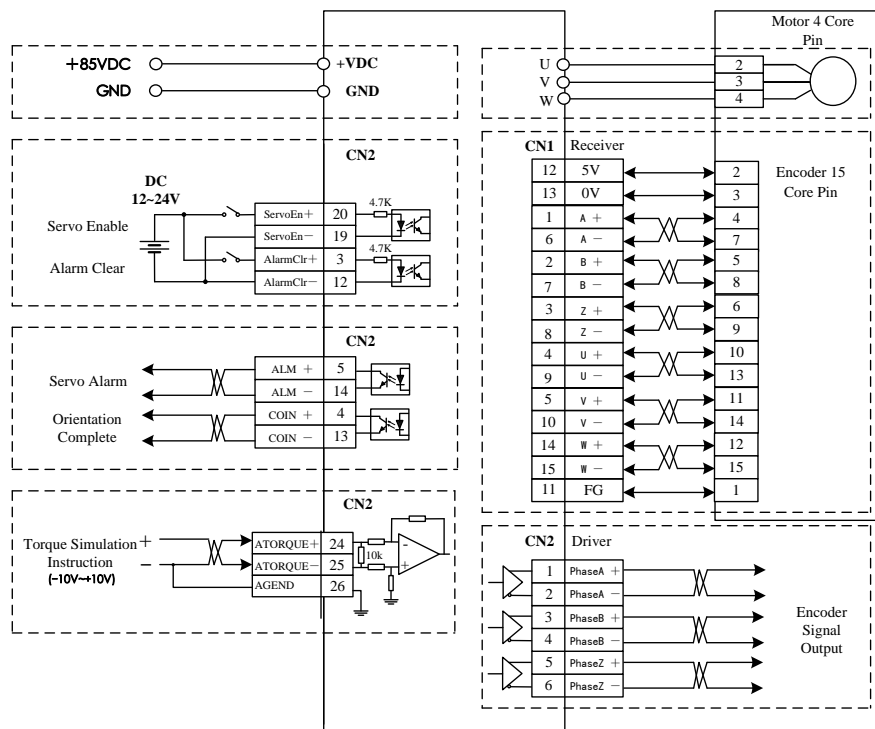 +85VDC
+VDC
GND
GND
CN2
DC
12~24V
4.7K
Servo Enable
ServoEn+
20
ServoEn−
19
4.7K
Alarm Clear
AlarmClr+
3
AlarmClr−
12
CN2
Servo Alarm
ALM +
5
ALM −
14
Orientation
Complete
COIN +
4
COIN −
13
CN2
Torque Simulation
Instruction
(−10V~+10V)
+
−
ATORQUE+
24
ATORQUE−
25
AGEND
26
10k
-
+
Motor 4 Core
Pin
U
2
V
3
W
4
CN1 Receiver
Encoder 15
Core Pin
12 5V 2
13 0V 3
1 A + 4
6 A − 7
2 B + 5
7 B − 8
3 Z + 6
8 Z − 9
4 U + 10
9 U − 13
5 V + 11
10 V − 14
14 W + 12
15 W − 15
11 FG 1
CN2 Driver
1 PhaseA +
2 PhaseA −
3 PhaseB +
4 PhaseB −
5 PhaseZ +
6 PhaseZ −
Encoder
Signal
Output